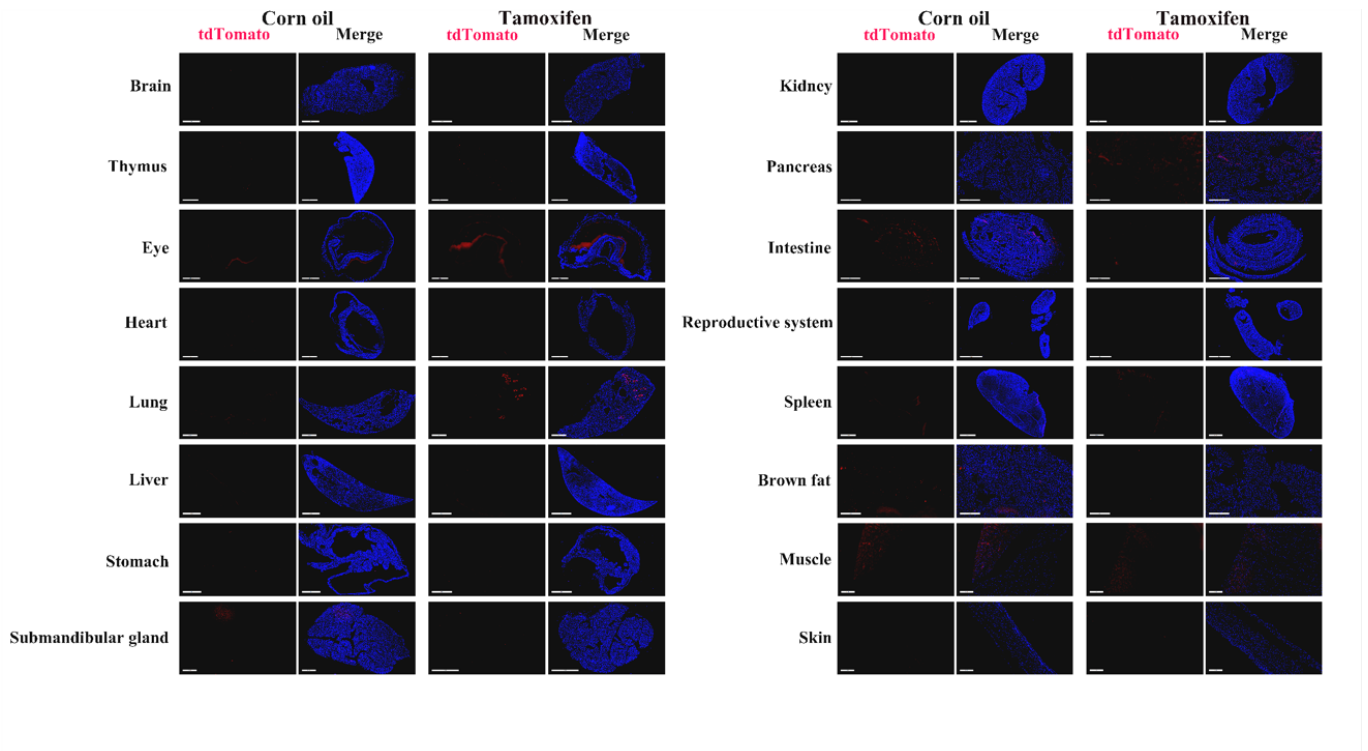 Corn oil Tamoxifen
tdTomato Merge tdTomato Merge
Brain
Thymus
Eye
Heart
Lung
Liver
Stomach
Submandibular gland
Corn oil Tamoxifen
tdTomato Merge tdTomato Merge
Kidney
Pancreas
Intestine
Reproductive system
Spleen
Brown fat
Muscle
Skin